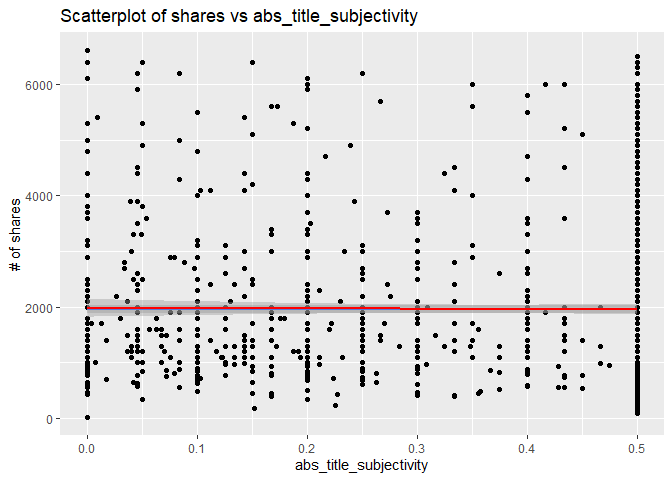 Scatterplot of shares vs abs_title_subjectivity
# of shares
6000
4000
2000
0
0.0 0.1 0.2 0.3 0.4 0.5
abs_title_subjectivity